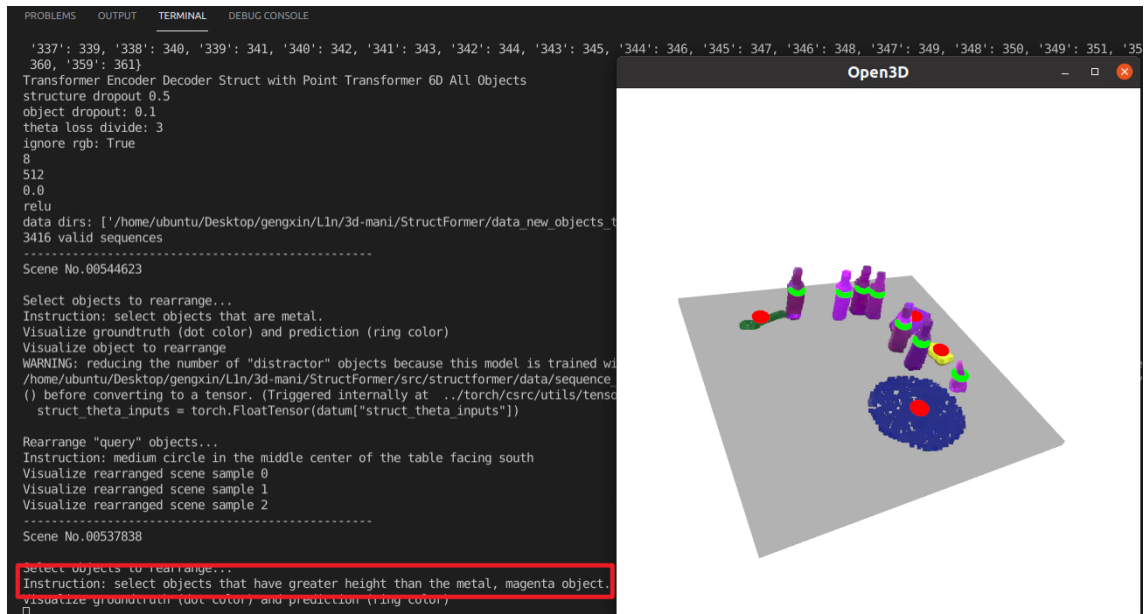 PROBLEMS OUTPUT TERMINAL DEBUG CONSOLE
'337': 339, '338': 340, '339': 341, '340': 342, '341': 343, '342': 344, '343': 345, '344': 346, '345': 347, '346': 348, '347': 349, '348': 350, '349': 351, '35
360, '359': 361}
Transformer Encoder Decoder Struct with Point Transformer 6D All Objects
structure dropout 0.5
object dropout: 0.1
theta loss divide: 3
ignore rgb: True
8
512
0.0
relu
data dirs: ['/home/ubuntu/Desktop/gengxin/L1n/3d-mani/StructFormer/data_new_objects_t
3416 valid sequences
------------------------------------------------
Scene No.00544623
Select objects to rearrange...
Instruction: select objects that are metal.
Visualize groundtruth (dot color) and prediction (ring color)
Visualize object to rearrange
WARNING: reducing the number of "distractor" objects because this model is trained wi
/home/ubuntu/Desktop/gengxin/L1n/3d-mani/StructFormer/src/structformer/data/sequence_
() before converting to a tensor. (Triggered internally at ../torch/csrc/utils/tenso
struct_theta_inputs = torch.FloatTensor(datum["struct_theta_inputs"])
Rearrange "query" objects...
Instruction: medium circle in the middle center of the table facing south
Visualize rearranged scene sample 0
Visualize rearranged scene sample 1
Visualize rearranged scene sample 2
------------------------------------------------
Scene No.00537838
Select objects to rearrange...
Instruction: select objects that have greater height than the metal, magenta object.
Visualize groundtruth (dot color) and prediction (ring color)
Open3D